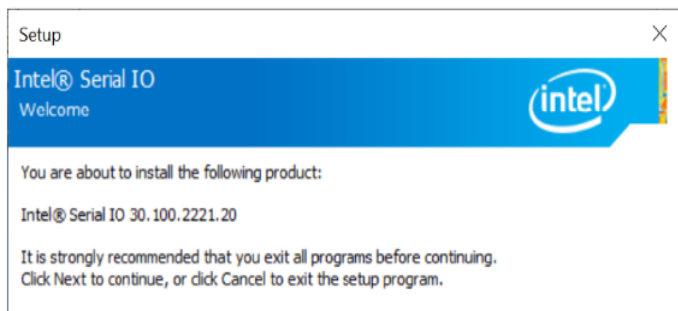 Setup
Intel® Serial IO
Welcome
intel
You are about to install the following product:
Intel® Serial IO 30.100.2221.20
It is strongly recommended that you exit all programs before continuing.
Click Next to continue, or click Cancel to exit the setup program.